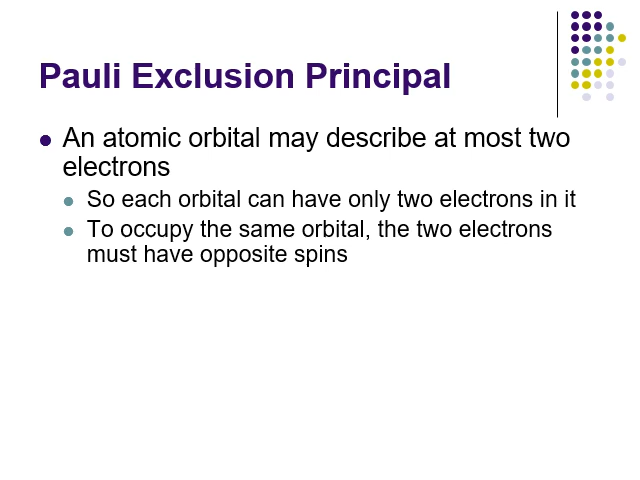 Pauli Exclusion Principal
An atomic orbital may describe at most two
electrons
So each orbital can have only two electrons in it
To occupy the same orbital, the two electrons
must have opposite spins